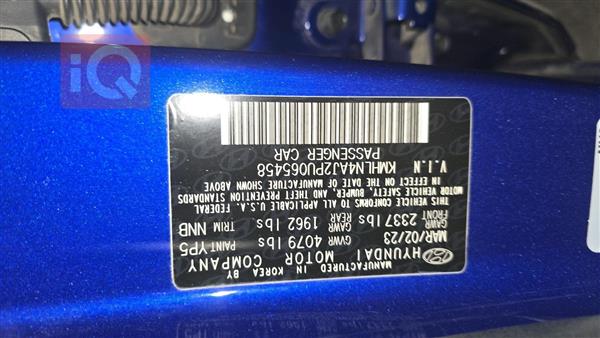 iQ
MANUFACTURED IN KOREA BY
HYUNDAI MOTOR COMPANY
MAR/02/23 GVWR 4079 lbs PAINT YP5
GAWR FRONT 2337 lbs GAWR REAR 1962 lbs TRIM NNB
THIS VEHICLE CONFORMS TO ALL APPLICABLE U.S.A. FEDERAL
MOTOR VEHICLE SAFETY, BUMPER, AND THEFT PREVENTION STANDARDS
IN EFFECT ON THE DATE OF MANUFACTURE SHOWN ABOVE
V.I.N KMHLN4AJ2PU065458
PASSENGER CAR